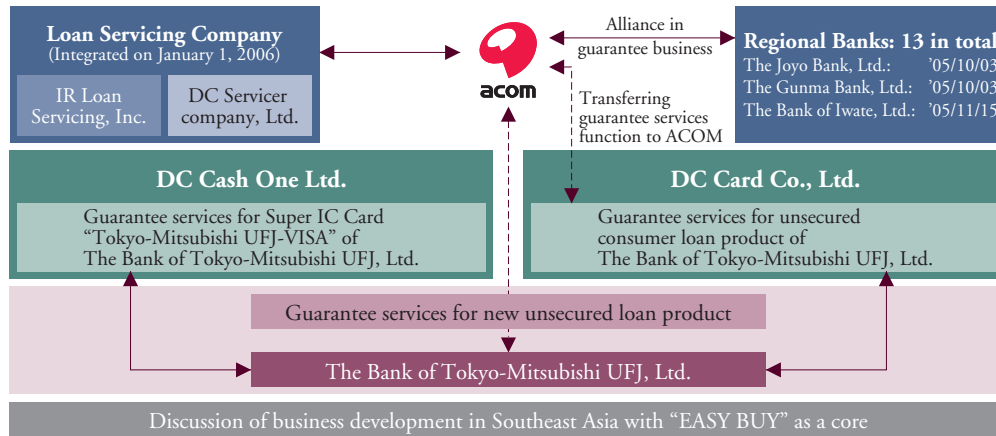 Loan Servicing Company
(Integrated on January 1, 2006)
IR Loan
Servicing, Inc.
DC Servicer
company, Ltd.
acom
Alliance in
guarantee business
Transferring
guarantee services
function to ACOM
Regional Banks: 13 in total
The Joyo Bank, Ltd.: ’05/10/03
The Gunma Bank, Ltd.: ’05/10/03
The Bank of Iwate, Ltd.: ’05/11/15
DC Cash One Ltd.
Guarantee services for Super IC Card
“Tokyo-Mitsubishi UFJ-VISA” of
The Bank of Tokyo-Mitsubishi UFJ, Ltd.
DC Card Co., Ltd.
Guarantee services for unsecured
consumer loan product of
The Bank of Tokyo-Mitsubishi UFJ, Ltd.
Guarantee services for new unsecured loan product
The Bank of Tokyo-Mitsubishi UFJ, Ltd.
Discussion of business development in Southeast Asia with “EASY BUY” as a core